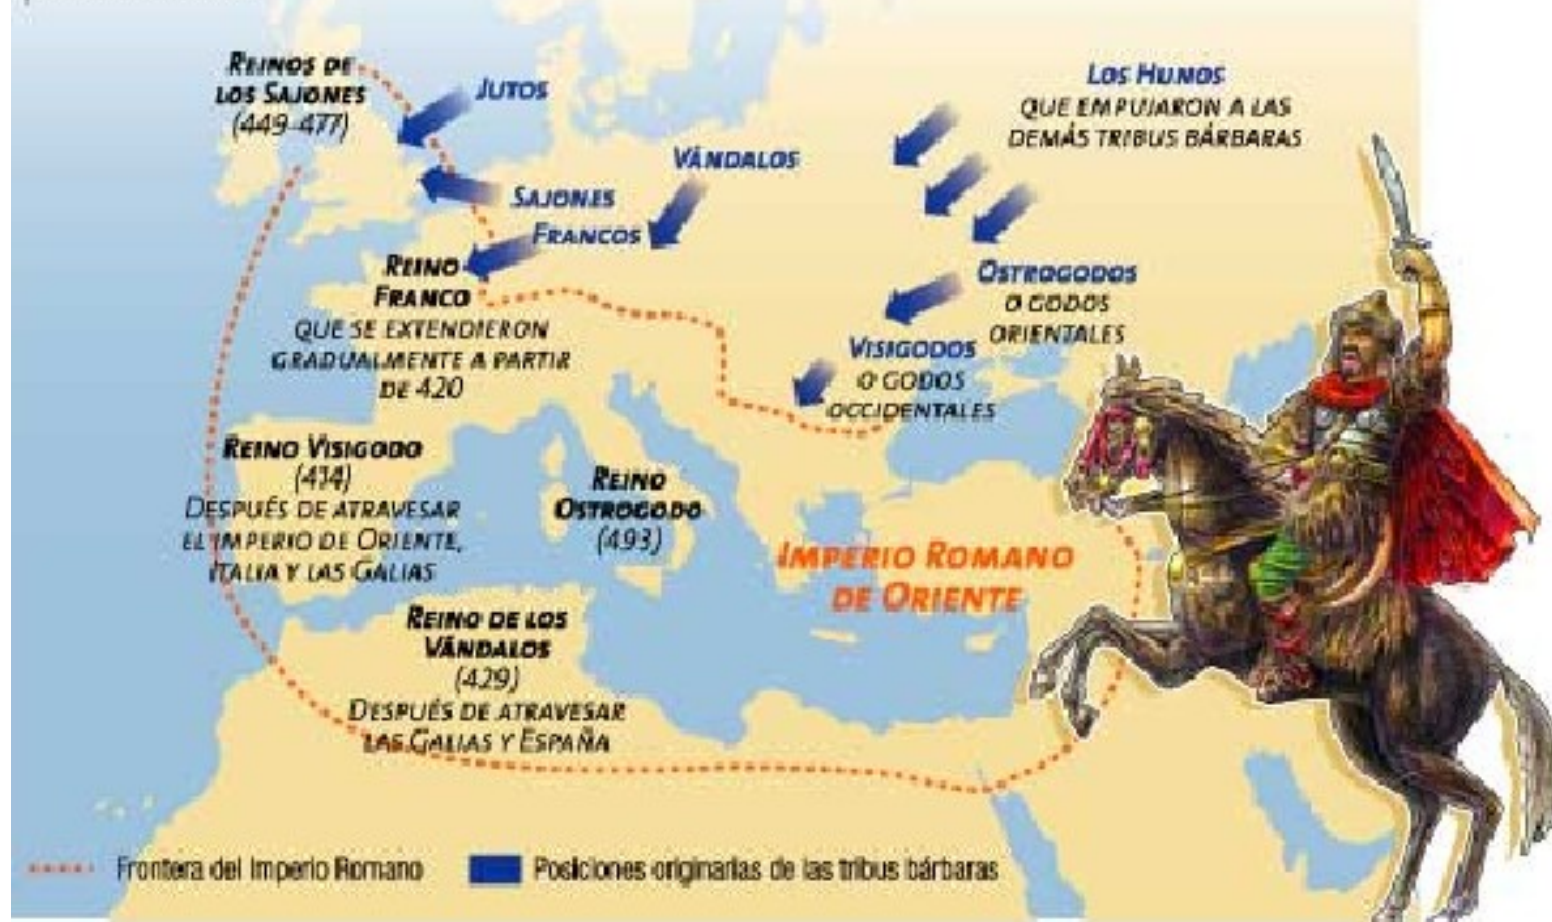 REINOS DE
LOS SAJONES
(449-477)
JUTOS
LOS HUNOS
QUE EMPUJARON A LAS
DEMÁS TRIBUS BÁRBARAS
VÁNDALOS
SAJONES
FRANCOS
REINO
FRANCO
QUE SE EXTENDIERON
GRADUALMENTE A PARTIR
DE 420
OSTROGODOS
O GODOS
ORIENTALES
VISIGODOS
O GODOS
OCCIDENTALES
REINO VISIGODO
(414)
DESPUÉS DE ATRAVESAR
EL IMPERIO DE ORIENTE,
ITALIA Y LAS GALIAS
REINO
OSTROGODO
(493)
IMPERIO ROMANO
DE ORIENTE
REINO DE LOS
VÁNDALOS
(429)
DESPUÉS DE ATRAVESAR
LAS GALIAS Y ESPAÑA
Frontera del Imperio Romano
Posiciones originarias de las tribus bárbaras